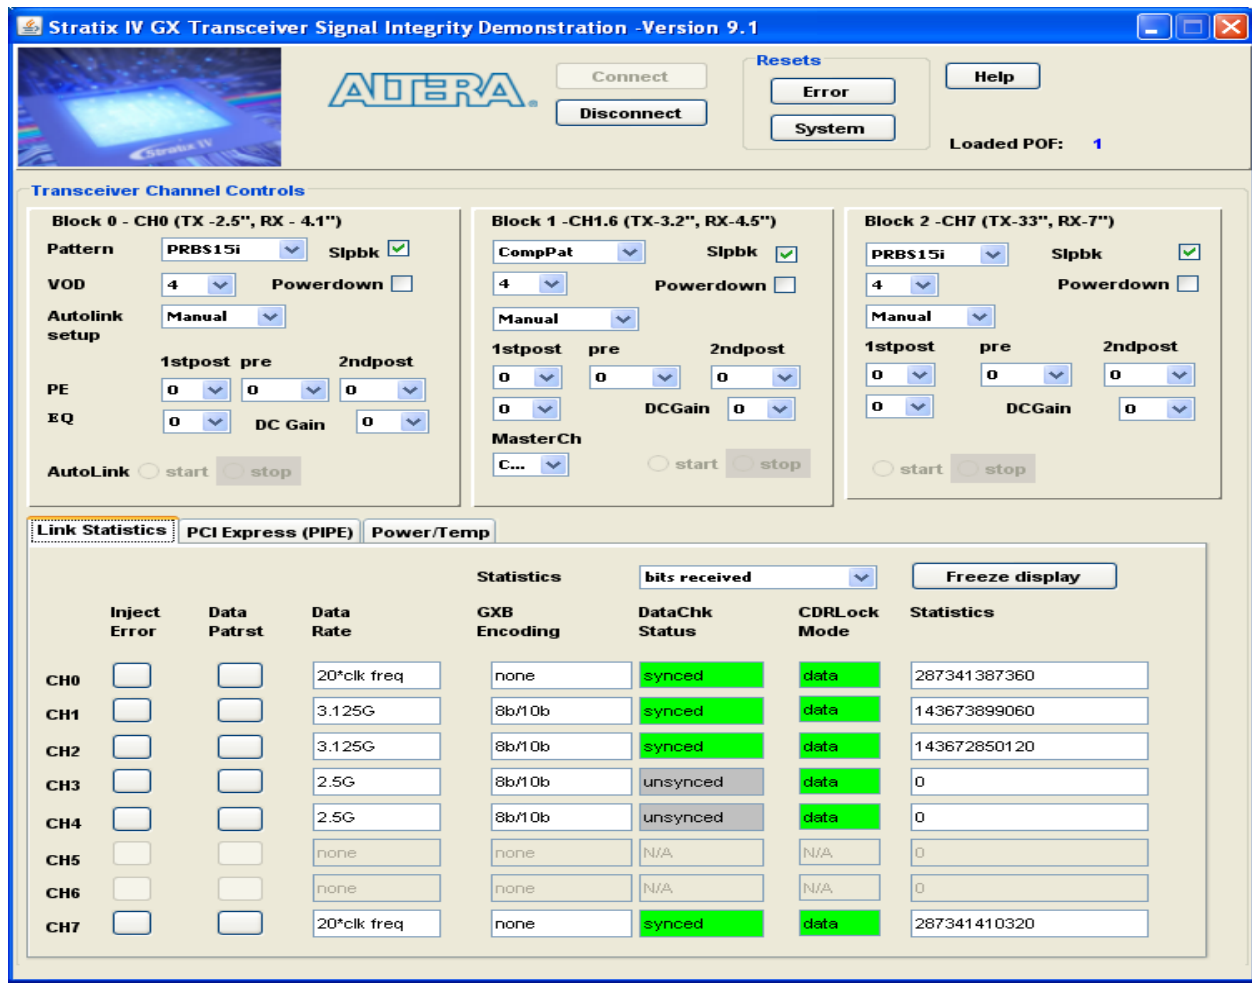 Stratix IV GX Transceiver Signal Integrity Demonstration -Version 9.1
Stratix IV
ALTERA®
Connect
Disconnect
Resets
Error
System
Help
Loaded POF: 1
Transceiver Channel Controls
Block 0 - CH0 (TX -2.5", RX - 4.1")
Pattern PRBS15i Slpbk
VOD 4 Powerdown
Autolink setup Manual
1stpost pre 2ndpost
PE 0 0 0
EQ 0 DC Gain 0
AutoLink start stop
Block 1 -CH1.6 (TX-3.2", RX-4.5")
CompPat Slpbk
4 Powerdown
Manual
1stpost pre 2ndpost
0 0 0
0 DCGain 0
MasterCh
C... start stop
Block 2 -CH7 (TX-33", RX-7")
PRBS15i Slpbk
4 Powerdown
Manual
1stpost pre 2ndpost
0 0 0
0 DCGain 0
start stop
Link Statistics PCI Express (PIPE) Power/Temp
Statistics bits received Freeze display
Inject Error Data Patrst Data Rate GXB Encoding DataChk Status CDRLock Mode Statistics
CH0 20*clk freq none synced data 287341387360
CH1 3.125G 8b/10b synced data 143673899060
CH2 3.125G 8b/10b synced data 143672850120
CH3 2.5G 8b/10b unsynced data 0
CH4 2.5G 8b/10b unsynced data 0
CH5 none none N/A N/A 0
CH6 none none N/A N/A 0
CH7 20*clk freq none synced data 287341410320